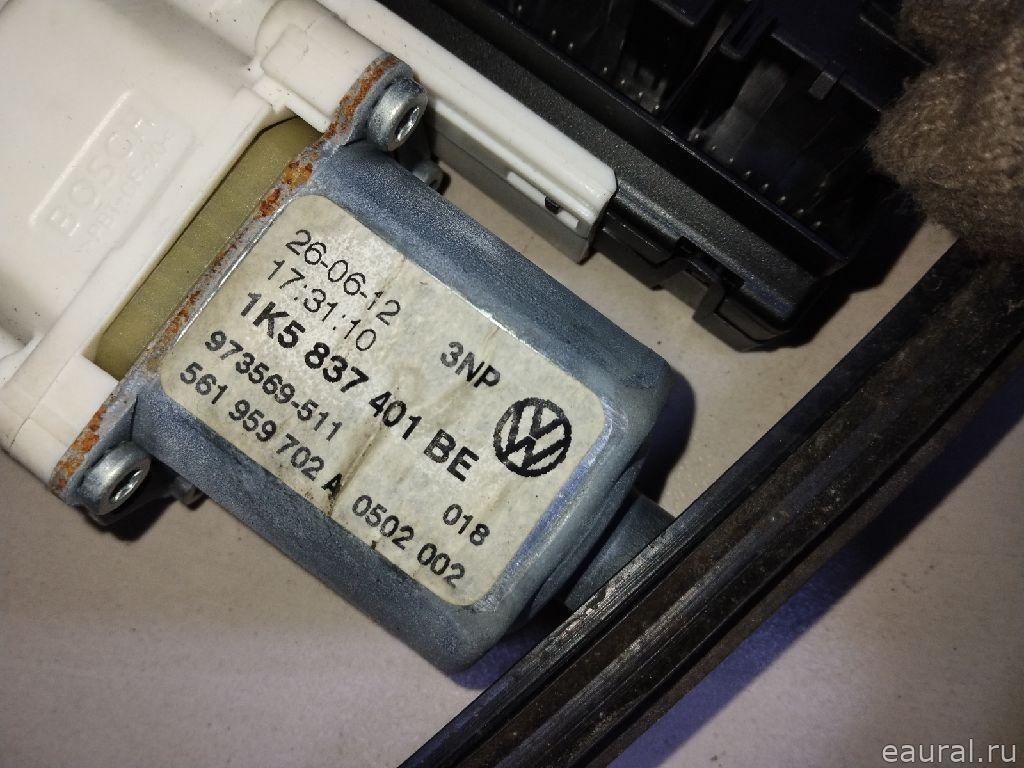 BOSCH
26-06-12
17:31:10
3NP
1K5 837 401 BE
973569-511
018
561 959 702 A 0502 002
eaural.ru